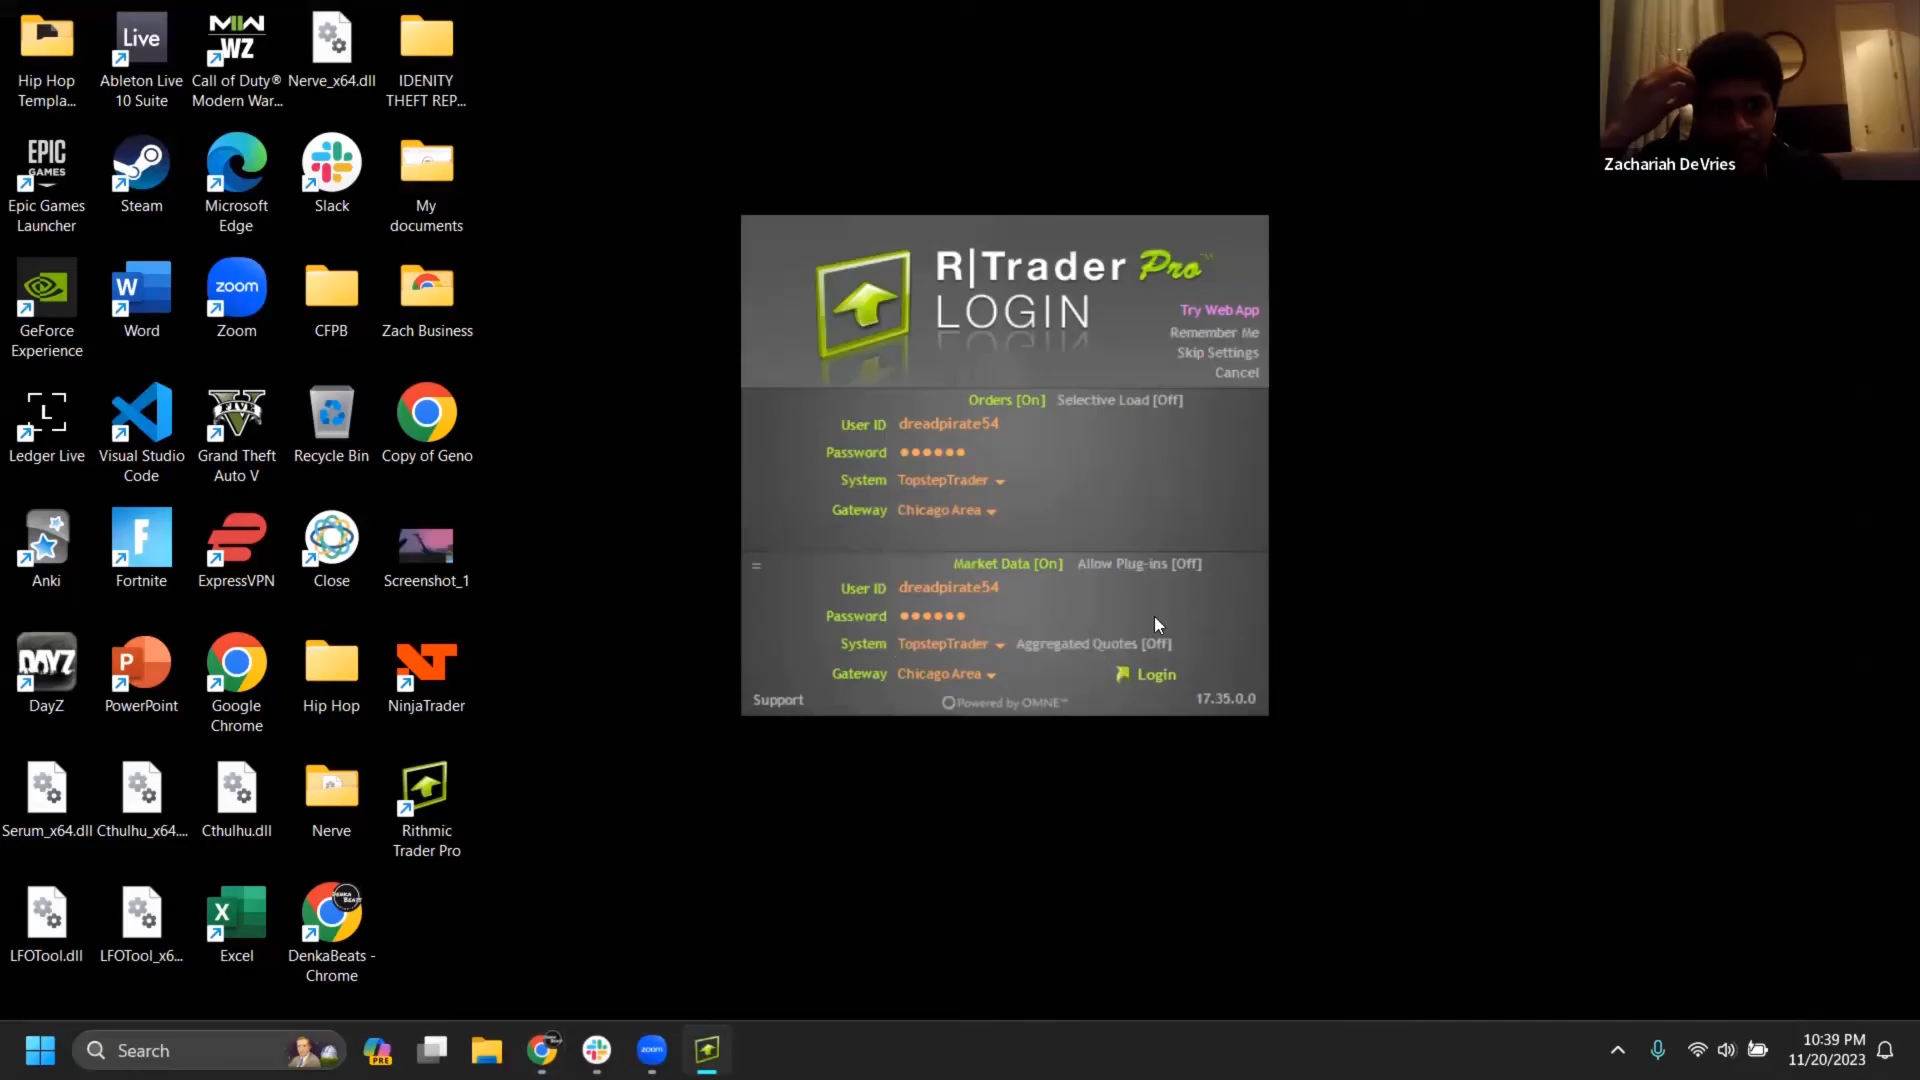 Hip Hop
Templa...
Live
Ableton Live
10 Suite
MW
WZ
Call of Duty®
Modern War...
Nerve_x64.dll
IDENITY
THEFT REP...
Zachariah DeVries
EPIC
GAMES
Epic Games
Launcher
Steam
Microsoft
Edge
Slack
My
documents
GeForce
Experience
W
Word
zoom
Zoom
CFPB
Zach Business
L
Ledger Live
Visual Studio
Code
V
FIVE
Grand Theft
Auto V
Recycle Bin
Copy of Geno
Anki
F
Fortnite
ExpressVPN
Close
Screenshot_1
DAYZ
DayZ
P
PowerPoint
Google
Chrome
Hip Hop
NT
NinjaTrader
Serum_x64.dll
Cthulhu_x64....
Cthulhu.dll
Nerve
Rithmic
Trader Pro
LFOTool.dll
LFOTool_x6...
X
Excel
DenkaBeats -
Chrome
R|Trader Pro™
LOGIN
Try Web App
Remember Me
Skip Settings
Cancel
Orders [On] Selective Load [Off]
User ID dreadpirate54
Password ●●●●●●
System TopstepTrader
Gateway Chicago Area
Market Data [On] Allow Plug-ins [Off]
User ID dreadpirate54
Password ●●●●●●
System TopstepTrader Aggregated Quotes [Off]
Gateway Chicago Area Login
Support Powered by OMNE™ 17.35.0.0
Search
PRE
zoom
10:39 PM
11/20/2023